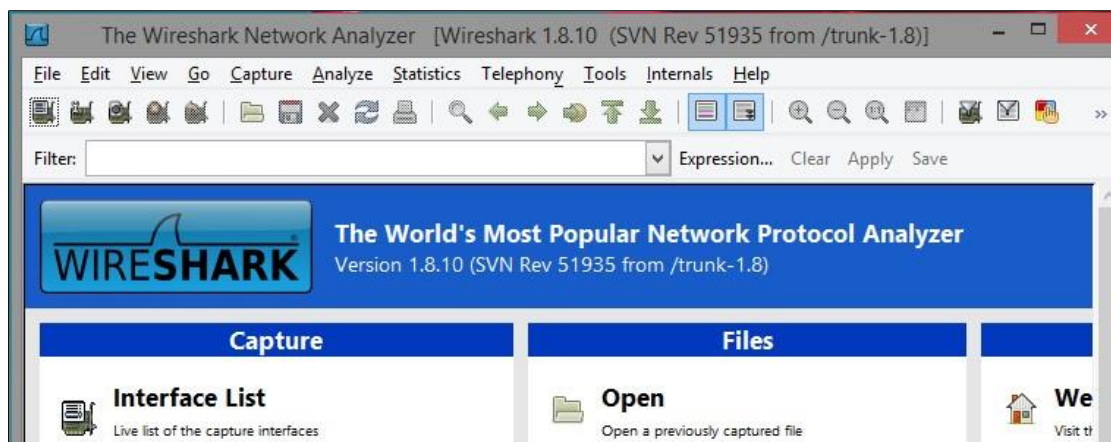 The Wireshark Network Analyzer [Wireshark 1.8.10 (SVN Rev 51935 from /trunk-1.8)]
File Edit View Go Capture Analyze Statistics Telephony Tools Internals Help
Filter: Expression... Clear Apply Save
WIRESHARK
The World's Most Popular Network Protocol Analyzer
Version 1.8.10 (SVN Rev 51935 from /trunk-1.8)
Capture
Interface List
Live list of the capture interfaces
Files
Open
Open a previously captured file
We
Visit th